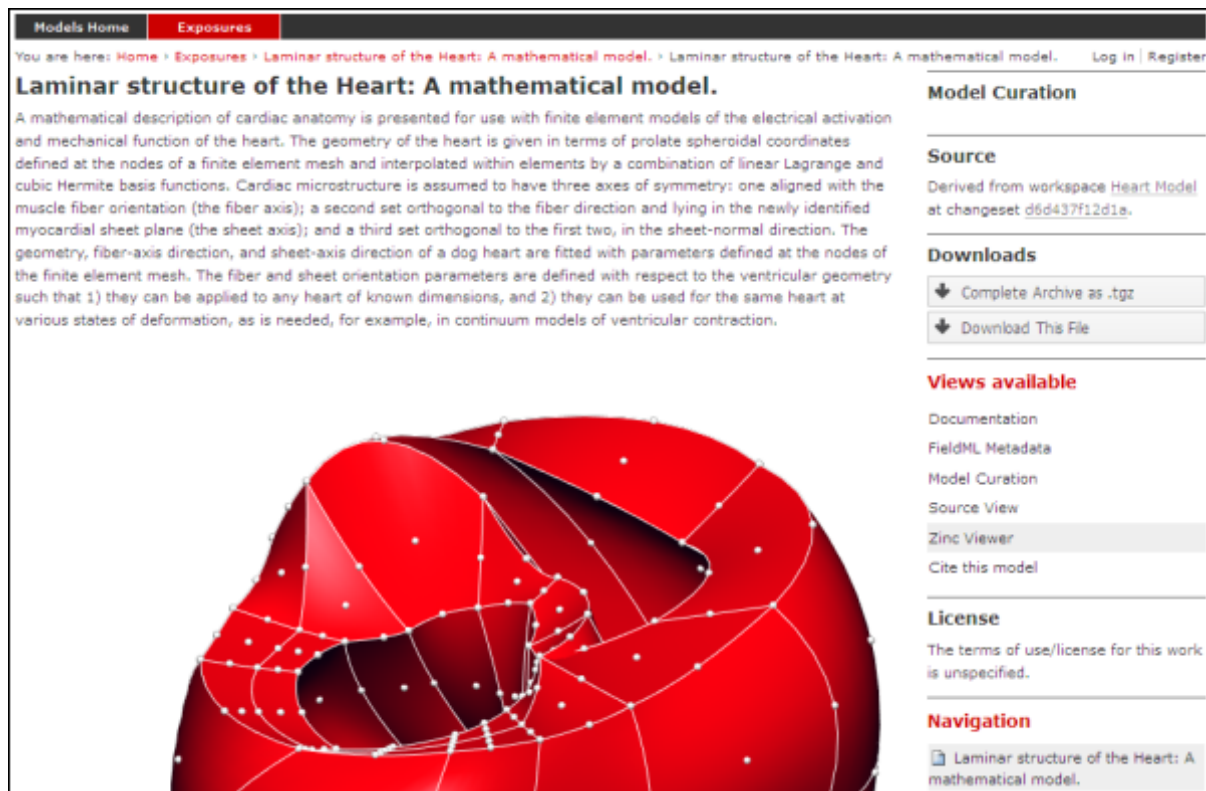 Models Home Exposures
You are here: Home › Exposures › Laminar structure of the Heart: A mathematical model. › Laminar structure of the Heart: A mathematical model. Log in Register
Laminar structure of the Heart: A mathematical model.
A mathematical description of cardiac anatomy is presented for use with finite element models of the electrical activation
and mechanical function of the heart. The geometry of the heart is given in terms of prolate spheroidal coordinates
defined at the nodes of a finite element mesh and interpolated within elements by a combination of linear Lagrange and
cubic Hermite basis functions. Cardiac microstructure is assumed to have three axes of symmetry: one aligned with the
muscle fiber orientation (the fiber axis); a second set orthogonal to the fiber direction and lying in the newly identified
myocardial sheet plane (the sheet axis); and a third set orthogonal to the first two, in the sheet-normal direction. The
geometry, fiber-axis direction, and sheet-axis direction of a dog heart are fitted with parameters defined at the nodes of
the finite element mesh. The fiber and sheet orientation parameters are defined with respect to the ventricular geometry
such that 1) they can be applied to any heart of known dimensions, and 2) they can be used for the same heart at
various states of deformation, as is needed, for example, in continuum models of ventricular contraction.
Model Curation
Source
Derived from workspace Heart Model
at changeset d6d437f12d1a.
Downloads
Complete Archive as .tgz
Download This File
Views available
Documentation
FieldML Metadata
Model Curation
Source View
Zinc Viewer
Cite this model
License
The terms of use/license for this work
is unspecified.
Navigation
Laminar structure of the Heart: A
mathematical model.